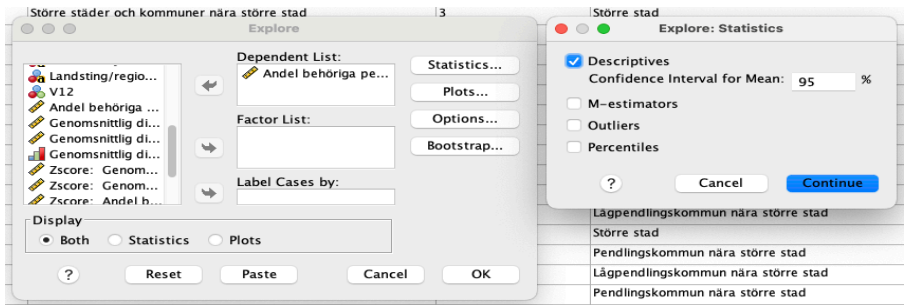 Större städer och kommuner nära större stad
3
Större stad
Explore
Landsting/regio...
V12
Andel behöriga ...
Genomsnittlig di...
Genomsnittlig di...
Genomsnittlig di...
Zscore: Genom...
Zscore: Genom...
Zscore: Andel b...
Dependent List:
Andel behöriga pe...
Factor List:
Label Cases by:
Statistics...
Plots...
Options...
Bootstrap...
Display
Both
Statistics
Plots
?
Reset
Paste
Cancel
OK
Explore: Statistics
Descriptives
Confidence Interval for Mean: 95 %
M-estimators
Outliers
Percentiles
?
Cancel
Continue
Lågpendlingskommun nära större stad
Större stad
Pendlingskommun nära större stad
Lågpendlingskommun nära större stad
Pendlingskommun nära större stad